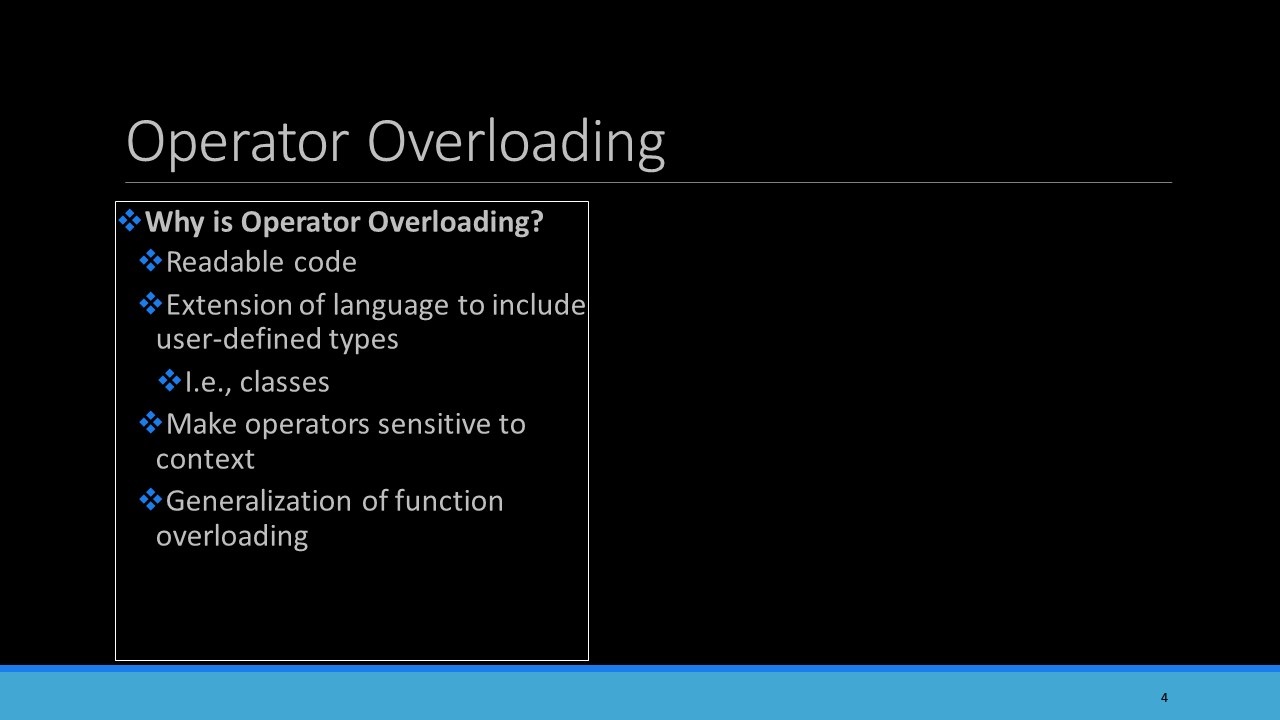 Operator Overloading
Why is Operator Overloading?
Readable code
Extension of language to include
user-defined types
I.e., classes
Make operators sensitive to
context
Generalization of function
overloading
4